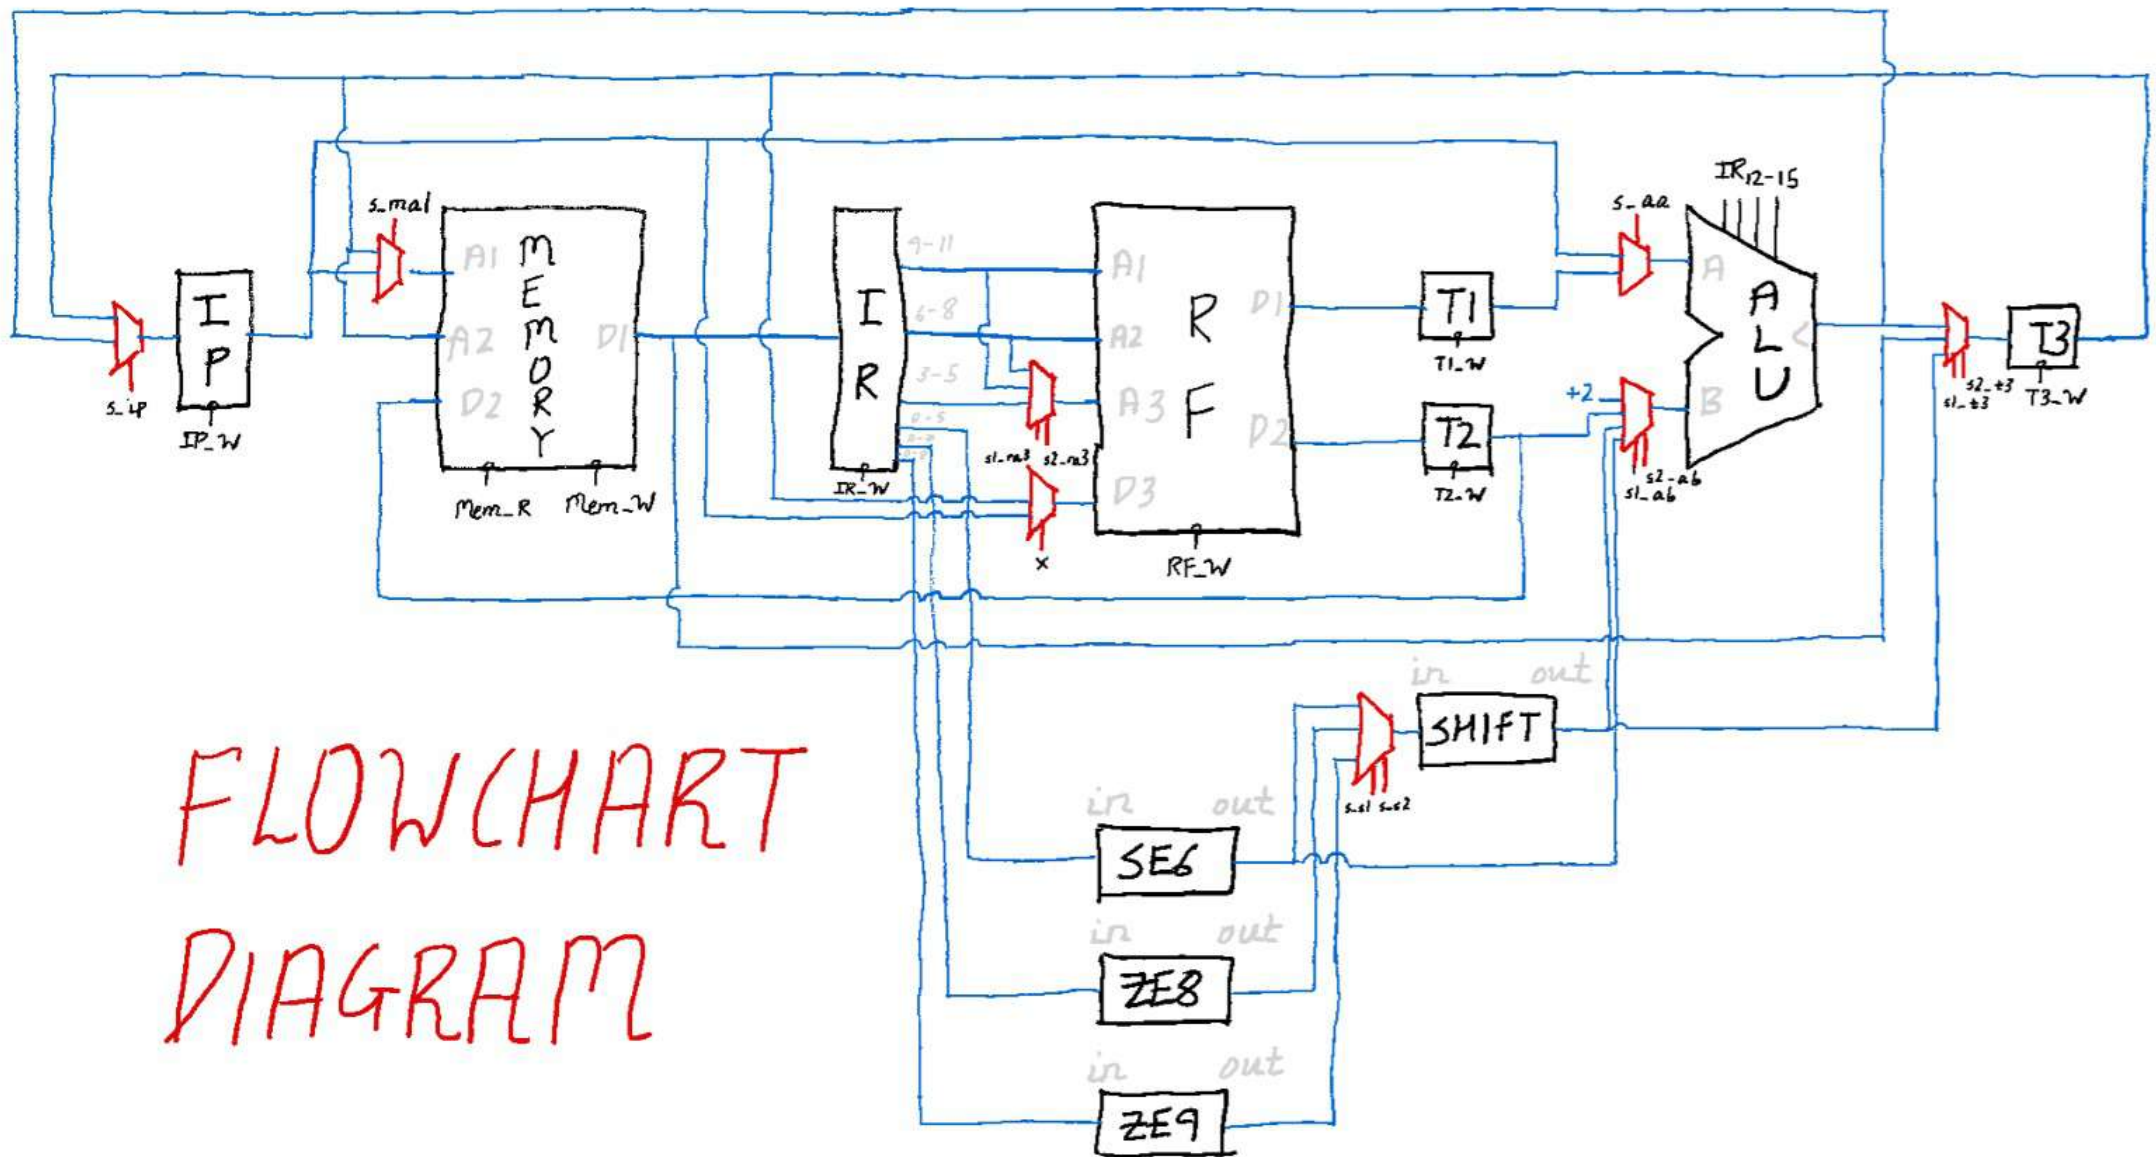 s_ma1
IR12-15
s_aa
MEMORY
A1
A2
D1
D2
IP
s_ip
IP_W
Mem_R
Mem_W
IR
9-11
6-8
3-5
0-5
IR_W
s1_ra3
s2_ra3
x
RF
A1
A2
A3
D3
D1
D2
RF_W
T1
T1_W
T2
T2_W
+2
s2-ab
s1_ab
ALU
A
B
C
s2_t3
s1_t3
T3
T3_W
in out
SHIFT
s_s1 s_s2
in out
SE6
in out
ZE8
in out
ZE9
FLOWCHART
DIAGRAM